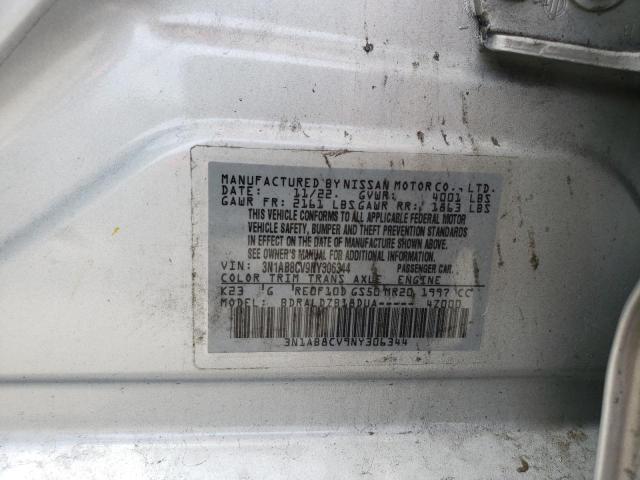 MANUFACTURED BY NISSAN MOTOR CO., LTD.
DATE: 11/22 GVWR: 4001 LBS
GAWR FR: 2161 LBS GAWR RR: 1863 LBS
THIS VEHICLE CONFORMS TO ALL APPLICABLE FEDERAL MOTOR
VEHICLE SAFETY, BUMPER, AND THEFT PREVENTION STANDARDS
IN EFFECT ON THE DATE OF MANUFACTURE SHOWN ABOVE.
SEE OWNER'S MANUAL FOR ADDITIONAL INFORMATION.
VIN: 3N1AB8CV9NY306344 PASSENGER CAR.
COLOR TRIM TRANS AXLE ENGINE
K23 G RE0F10D GS50 MR20 1997 CC
MODEL: BDRALDZB18DUA----- 4Z000
3N1AB8CV9NY306344